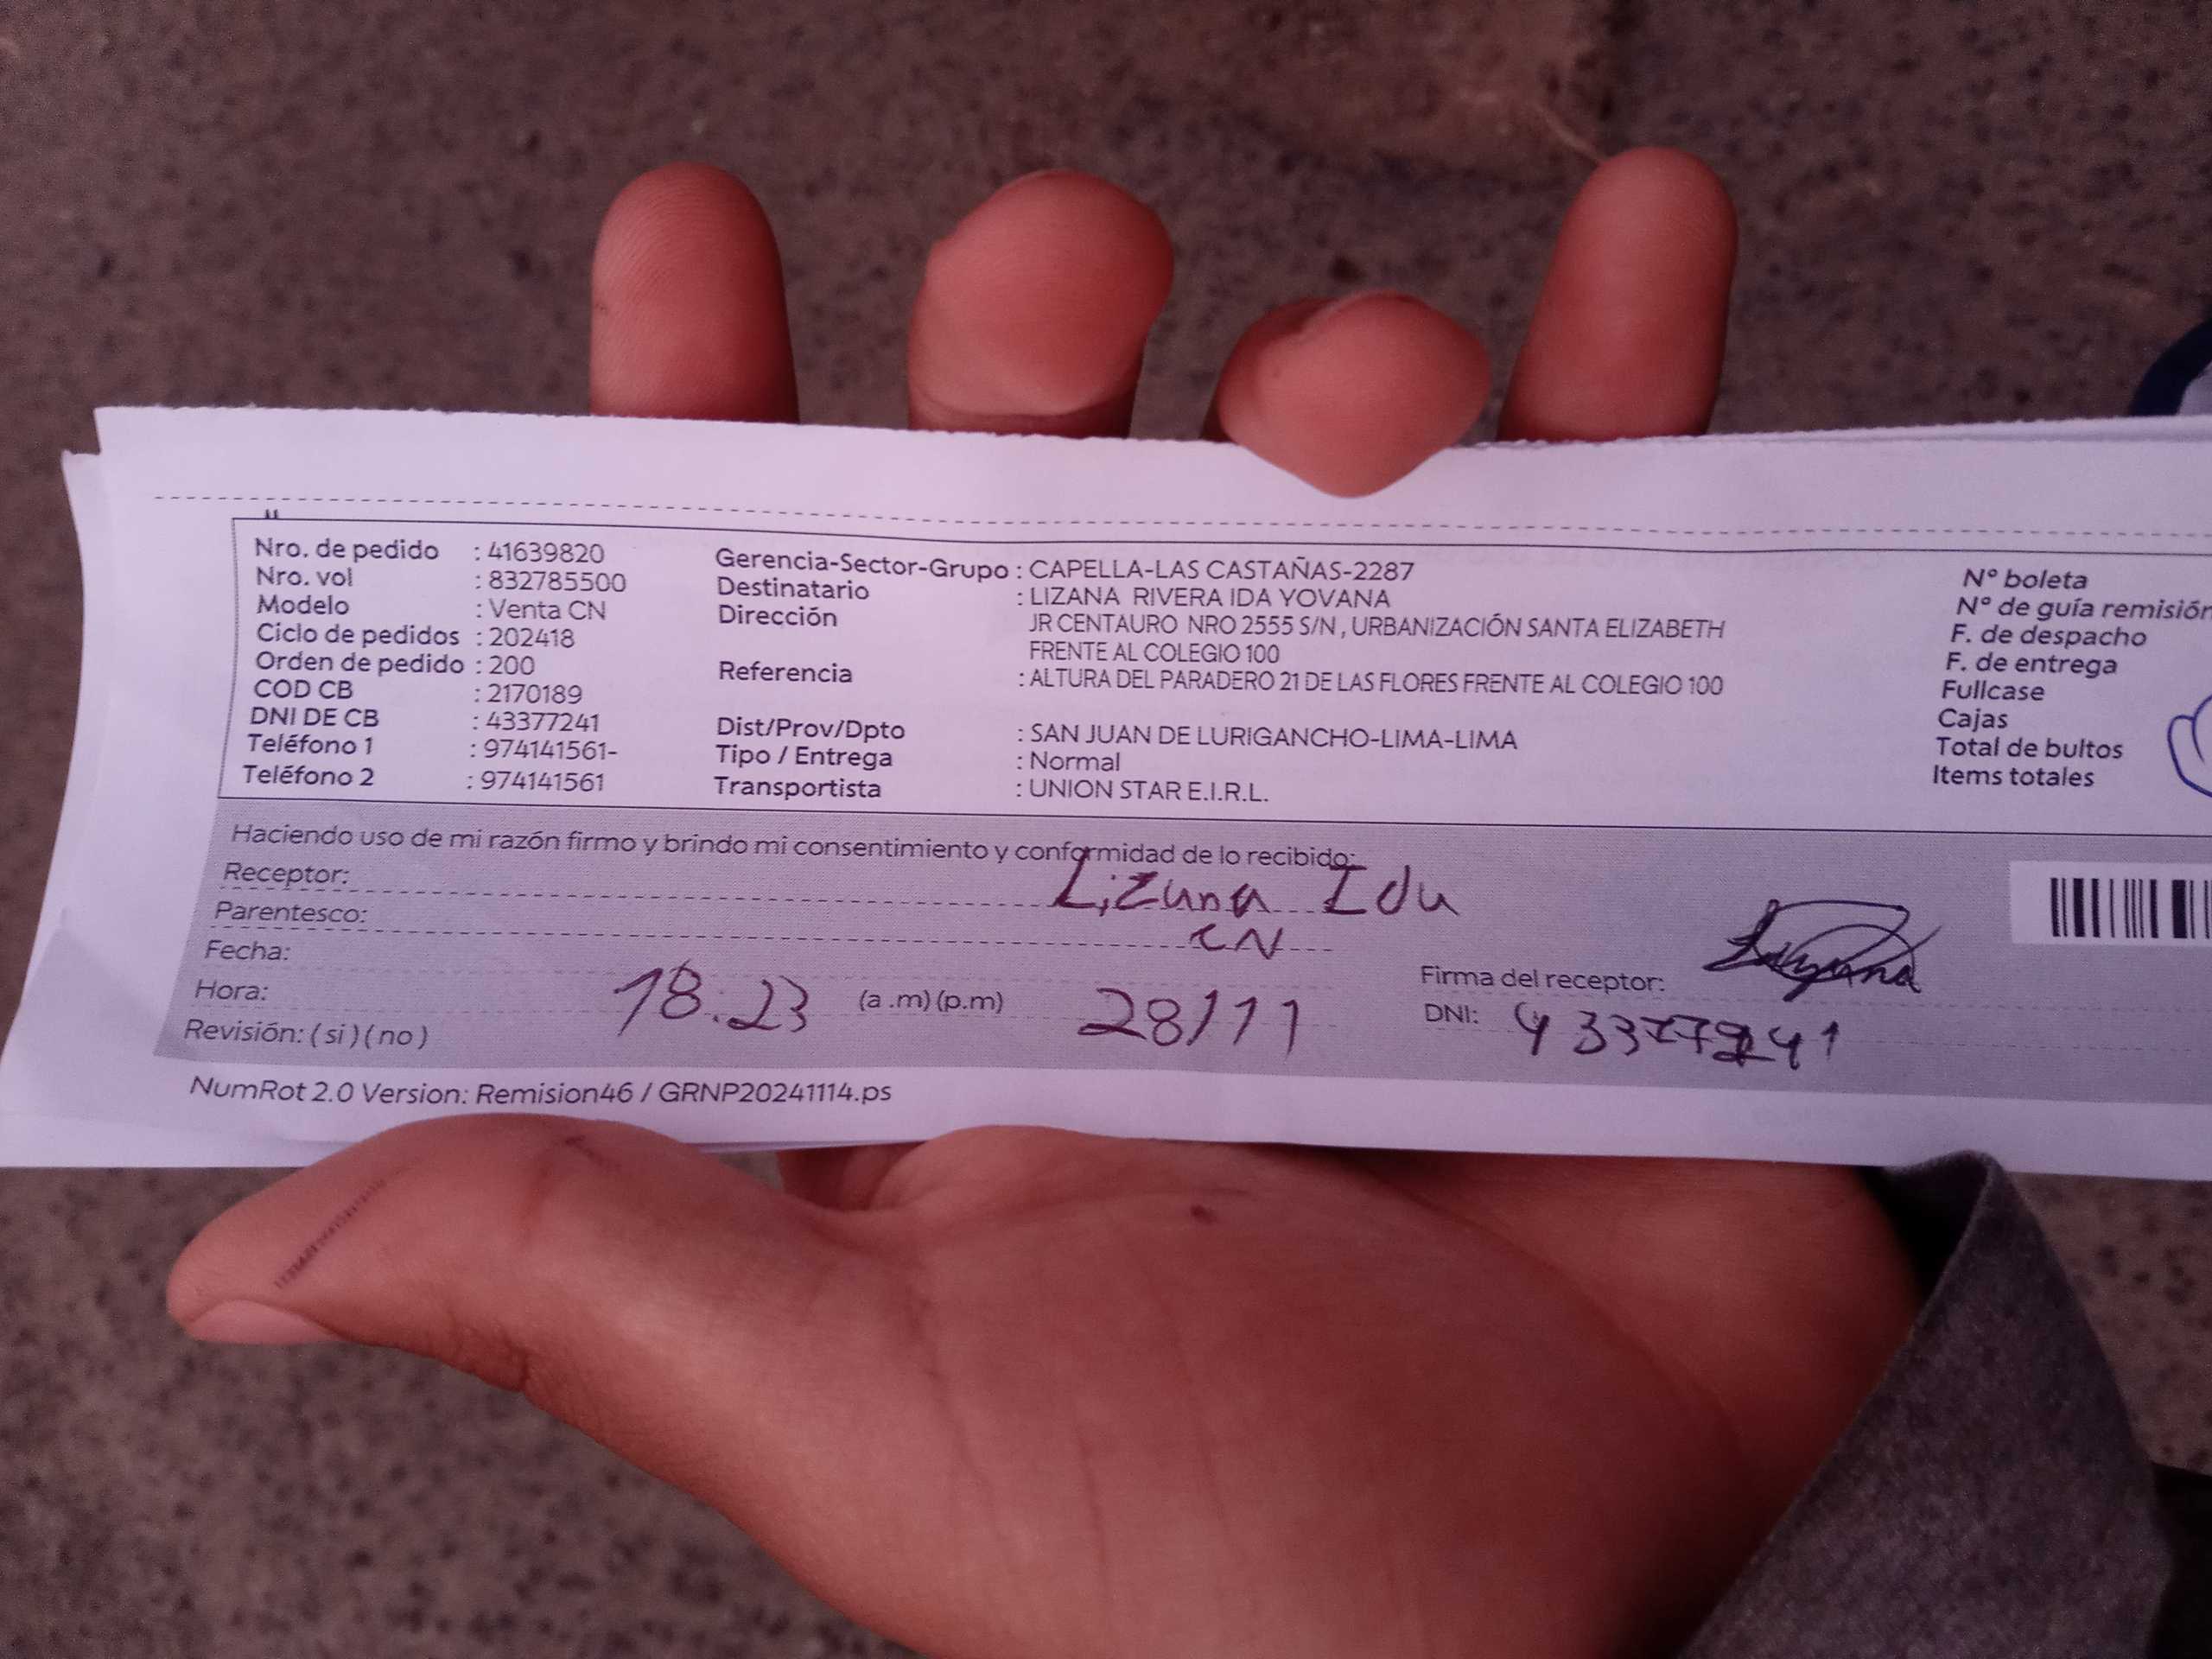 Nro. de pedido : 41639820
Nro. vol : 832785500
Modelo : Venta CN
Ciclo de pedidos : 202418
Orden de pedido : 200
COD CB : 2170189
DNI DE CB : 43377241
Teléfono 1 : 974141561-
Teléfono 2 : 974141561
Gerencia-Sector-Grupo : CAPELLA-LAS CASTAÑAS-2287
Destinatario : LIZANA RIVERA IDA YOVANA
Dirección JR CENTAURO NRO 2555 S/N, URBANIZACIÓN SANTA ELIZABETH
FRENTE AL COLEGIO 100
Referencia : ALTURA DEL PARADERO 21 DE LAS FLORES FRENTE AL COLEGIO 100
Dist/Prov/Dpto : SAN JUAN DE LURIGANCHO-LIMA-LIMA
Tipo / Entrega : Normal
Transportista : UNION STAR E.I.R.L.
N° boleta
N° de guía remisión
F. de despacho
F. de entrega
Fullcase
Cajas
Total de bultos
Items totales
Haciendo uso de mi razón firmo y brindo mi consentimiento y conformidad de lo recibido:
Receptor: Lizana Ida
Parentesco: CN
Fecha:
Hora: 18:23 (a .m) (p.m) 28/11
Revisión: ( si ) ( no )
Firma del receptor:
DNI: 43377241
NumRot 2.0 Version: Remision46 / GRNP20241114.ps